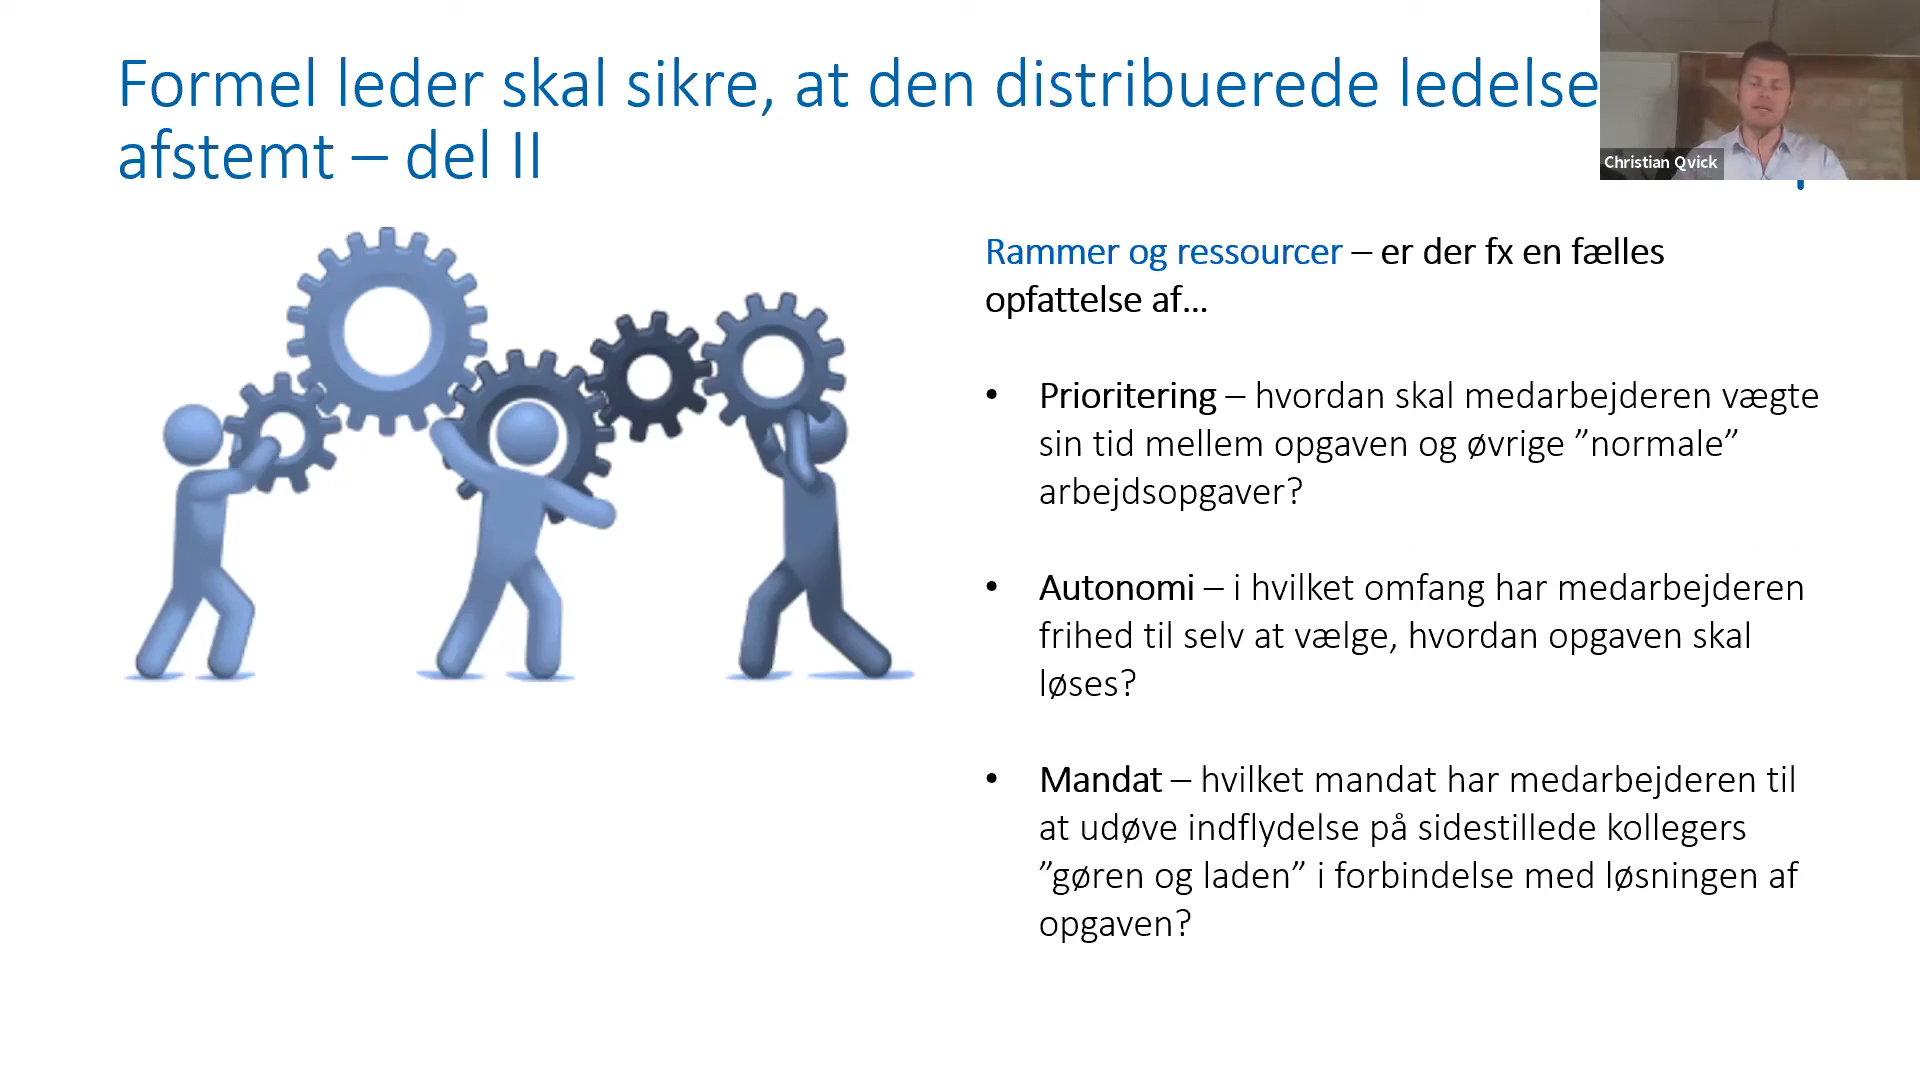 Formel leder skal sikre, at den distribuerede ledelse
afstemt – del II
Christian Qvick
Rammer og ressourcer – er der fx en fælles
opfattelse af...
• Prioritering – hvordan skal medarbejderen vægte
sin tid mellem opgaven og øvrige ”normale”
arbejdsopgaver?
• Autonomi – i hvilket omfang har medarbejderen
frihed til selv at vælge, hvordan opgaven skal
løses?
• Mandat – hvilket mandat har medarbejderen til
at udøve indflydelse på sidestillede kollegers
”gøren og laden” i forbindelse med løsningen af
opgaven?